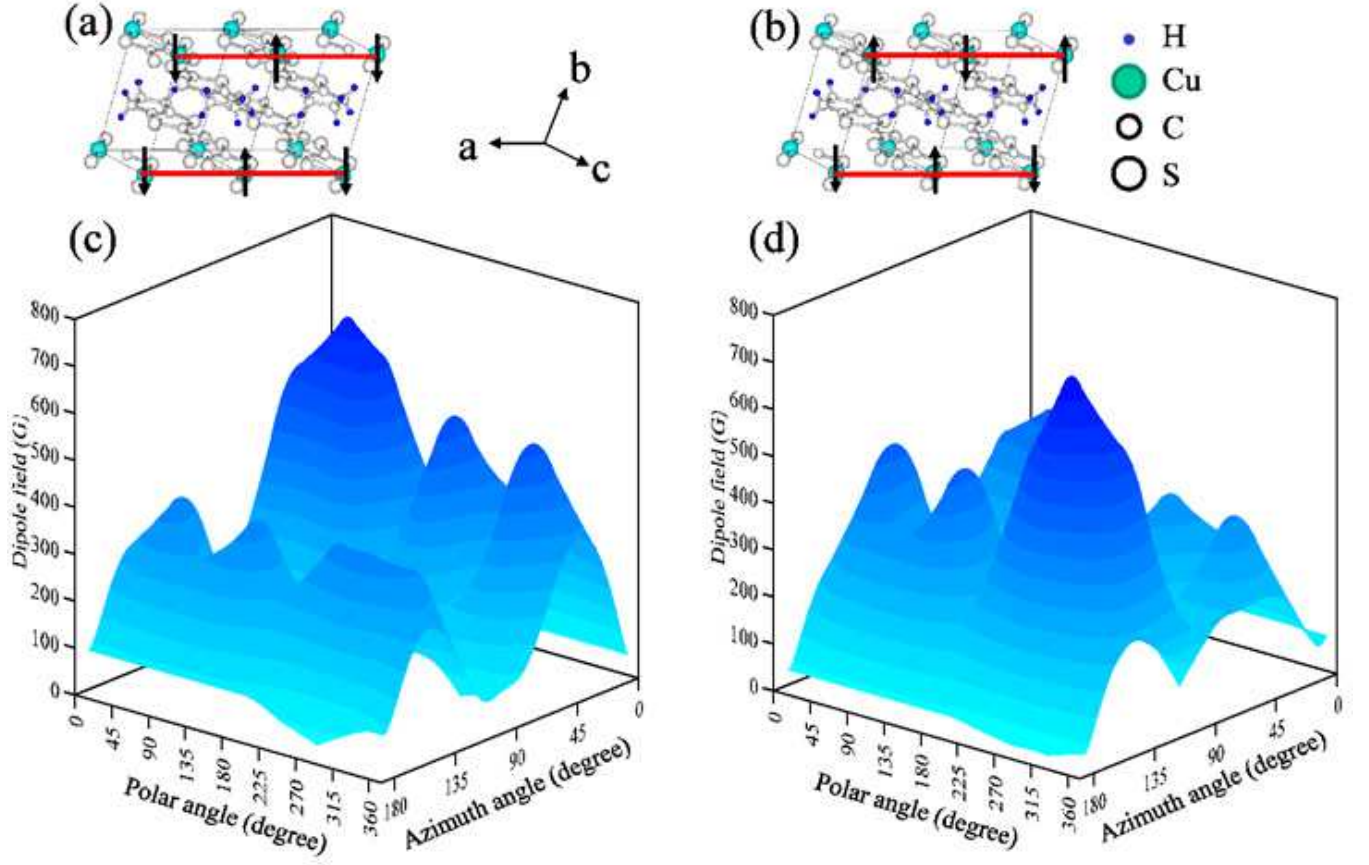 (a)
b
a
c
(b)
H
Cu
C
S
(c)
800
700
600
500
400
300
200
100
0
Dipole field (G)
0
45
90
135
180
225
270
315
360
Polar angle (degree)
180
135
90
45
0
Azimuth angle (degree)
(d)
800
700
600
500
400
300
200
100
0
Dipole field (G)
0
45
90
135
180
225
270
315
360
Polar angle (degree)
180
135
90
45
0
Azimuth angle (degree)